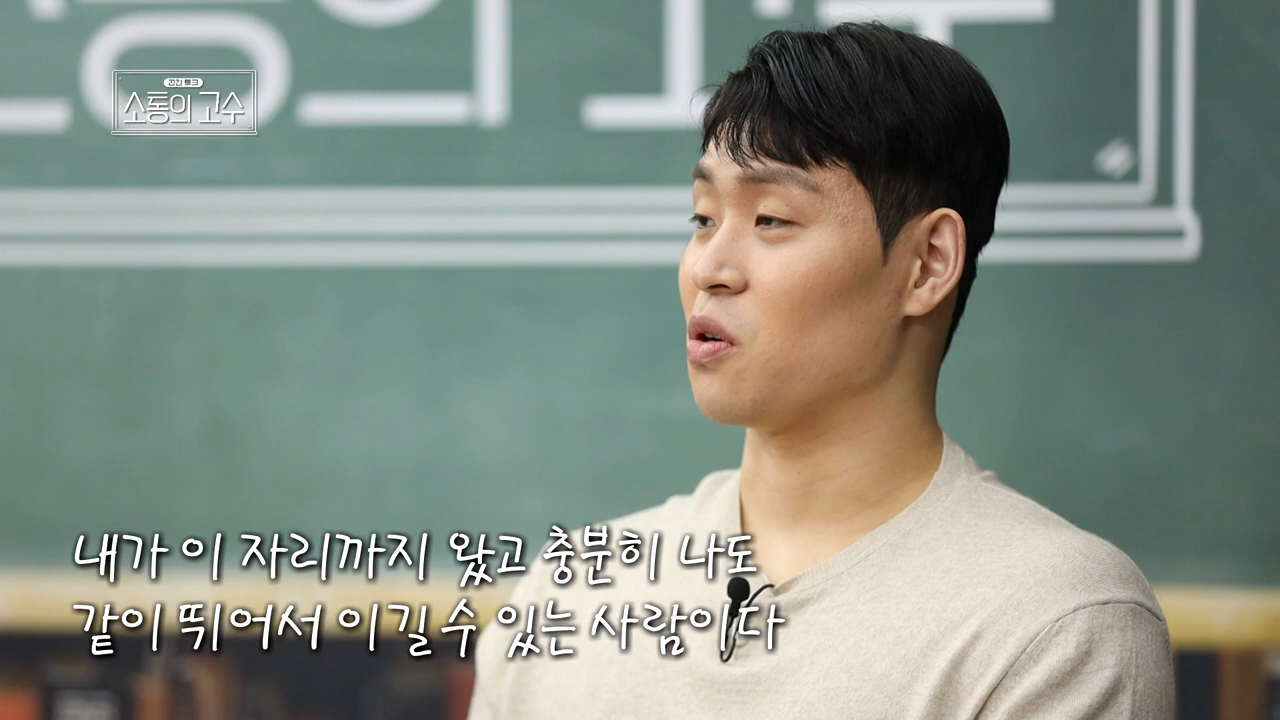 소통의 고수
내가 이 자리까지 왔고 충분히 나도
같이 뛰어서 이길 수 있는 사람이다